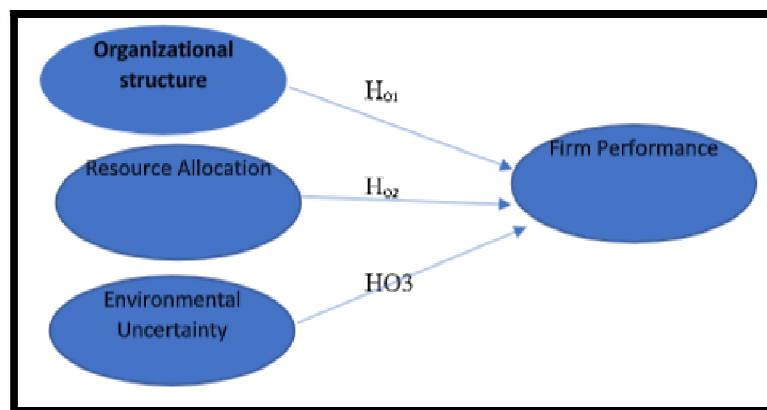 Organizational
structure
H₀₁
Resource Allocation
H₀₂
Firm Performance
Environmental
Uncertainty
HO3